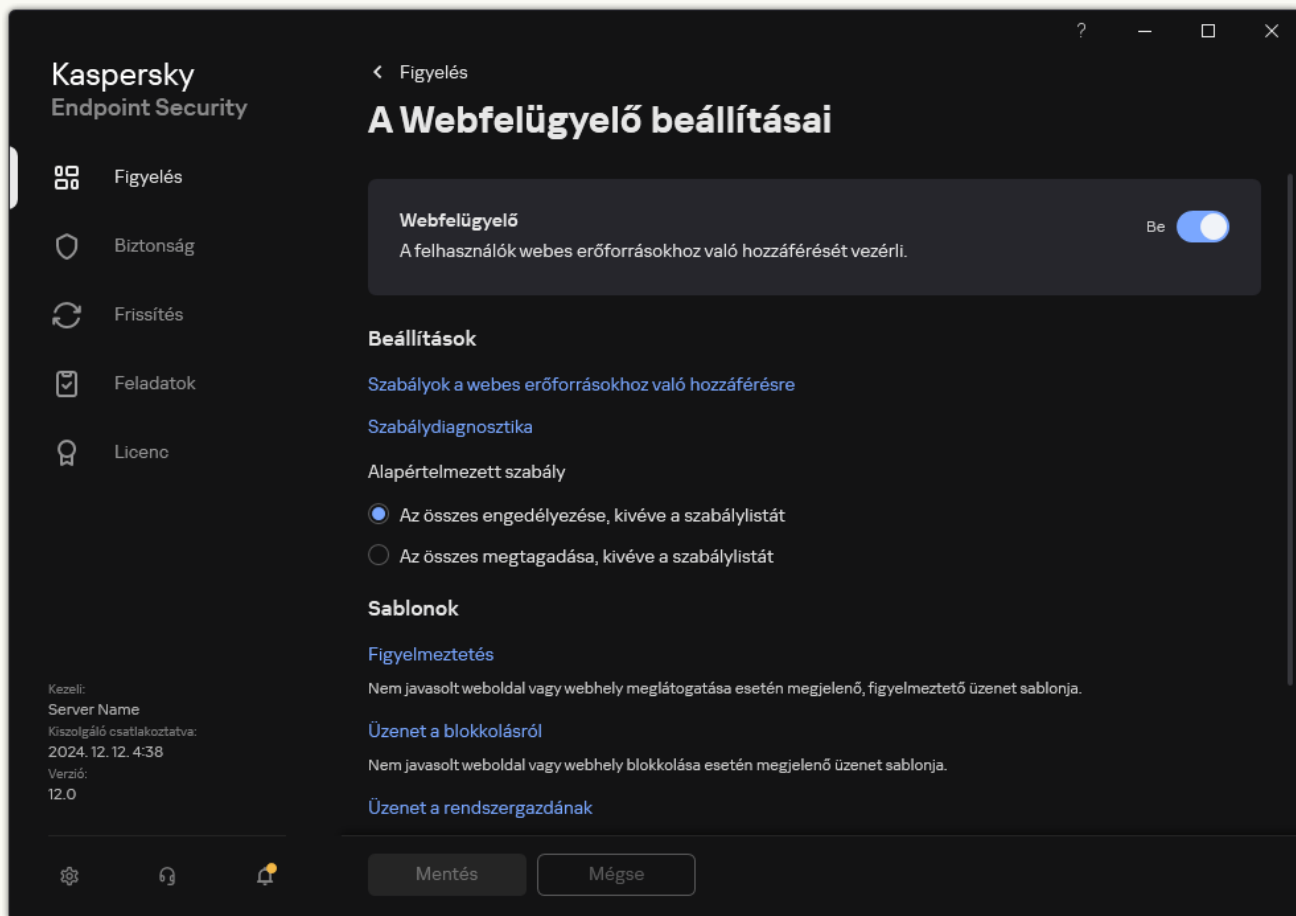 ?
Kaspersky
Endpoint Security
Figyelés
Biztonság
Frissítés
Feladatok
Licenc
Kezeli:
Server Name
Kiszolgáló csatlakoztatva:
2024. 12. 12. 4:38
Verzió:
12.0
Figyelés
A Webfelügyelő beállításai
Webfelügyelő
A felhasználók webes erőforrásokhoz való hozzáférését vezérli.
Be
Beállítások
Szabályok a webes erőforrásokhoz való hozzáférésre
Szabálydiagnosztika
Alapértelmezett szabály
Az összes engedélyezése, kivéve a szabálylistát
Az összes megtagadása, kivéve a szabálylistát
Sablonok
Figyelmeztetés
Nem javasolt weboldal vagy webhely meglátogatása esetén megjelenő, figyelmeztető üzenet sablonja.
Üzenet a blokkolásról
Nem javasolt weboldal vagy webhely blokkolása esetén megjelenő üzenet sablonja.
Üzenet a rendszergazdának
Mentés
Mégse